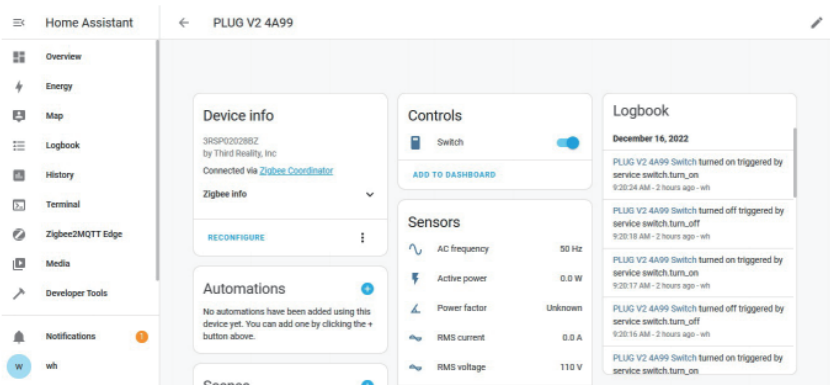 Home Assistant
PLUG V2 4A99
Overview
Energy
Map
Logbook
History
Terminal
Zigbee2MQTT Edge
Media
Developer Tools
Notifications
1
W
wh
Device info
3RSP02028BZ
by Third Reality, Inc
Connected via Zigbee Coordinator
Zigbee info
RECONFIGURE
Automations
No automations have been added using this
device yet. You can add one by clicking the +
button above.
Scenes
Controls
Switch
ADD TO DASHBOARD
Sensors
AC frequency 50 Hz
Active power 0.0 W
Power factor Unknown
RMS current 0.0 A
RMS voltage 110 V
Logbook
December 16, 2022
PLUG V2 4A99 Switch turned on triggered by
service switch.turn_on
9:20:24 AM - 2 hours ago - wh
PLUG V2 4A99 Switch turned off triggered by
service switch.turn_off
9:20:18 AM - 2 hours ago - wh
PLUG V2 4A99 Switch turned on triggered by
service switch.turn_on
9:20:17 AM - 2 hours ago - wh
PLUG V2 4A99 Switch turned off triggered by
service switch.turn_off
9:20:16 AM - 2 hours ago - wh
PLUG V2 4A99 Switch turned on triggered by
service switch.turn_on